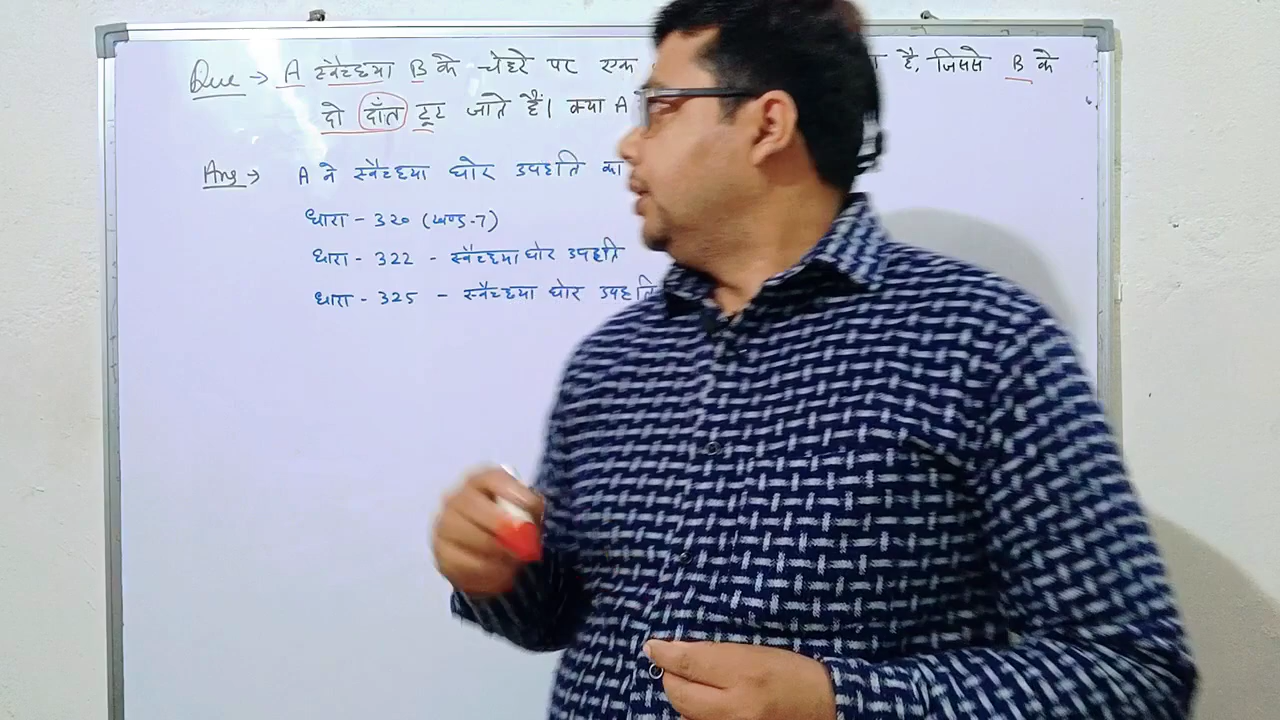 Que → A स्वेच्छया B के चेहरे पर एक है, जिससे B के
दो दाँत टूट जाते हैं। क्या A
Ans → A ने स्वेच्छया घोर उपहति का
धारा - 320 (खण्ड-7)
धारा - 322 - स्वेच्छया घोर उपहति
धारा - 325 - स्वेच्छया घोर उपहति